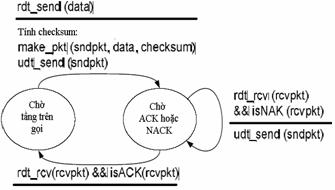 rdt_send(data)
Tính checksum:
make_pkt(sndpkt, data, checksum)
udt_send(sndpkt)
Chờ
tầng trên
gọi
Chờ
ACK hoặc
NACK
rdt_rcv(rcvpkt)
&&isNAK(rcvpkt)
udt_send(sndpkt)
rdt_rcv(rcvpkt)&&isACK(rcvpkt)